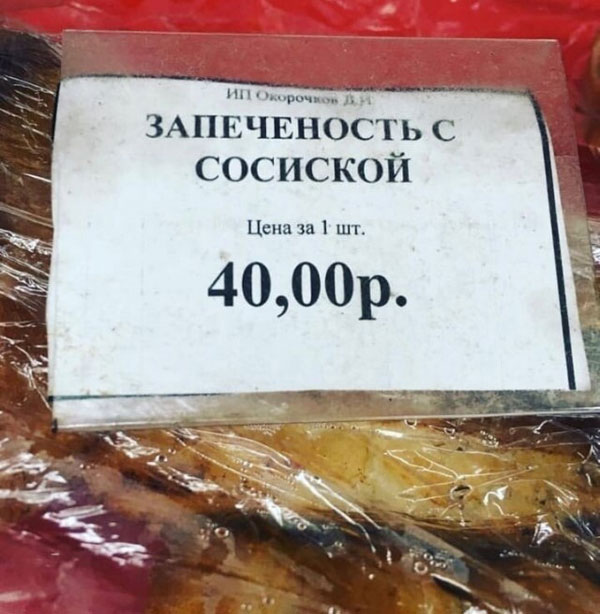 ИП Окорочков Д.И
ЗАПЕЧЕНОСТЬ С
СОСИСКОЙ
Цена за 1 шт.
40,00р.